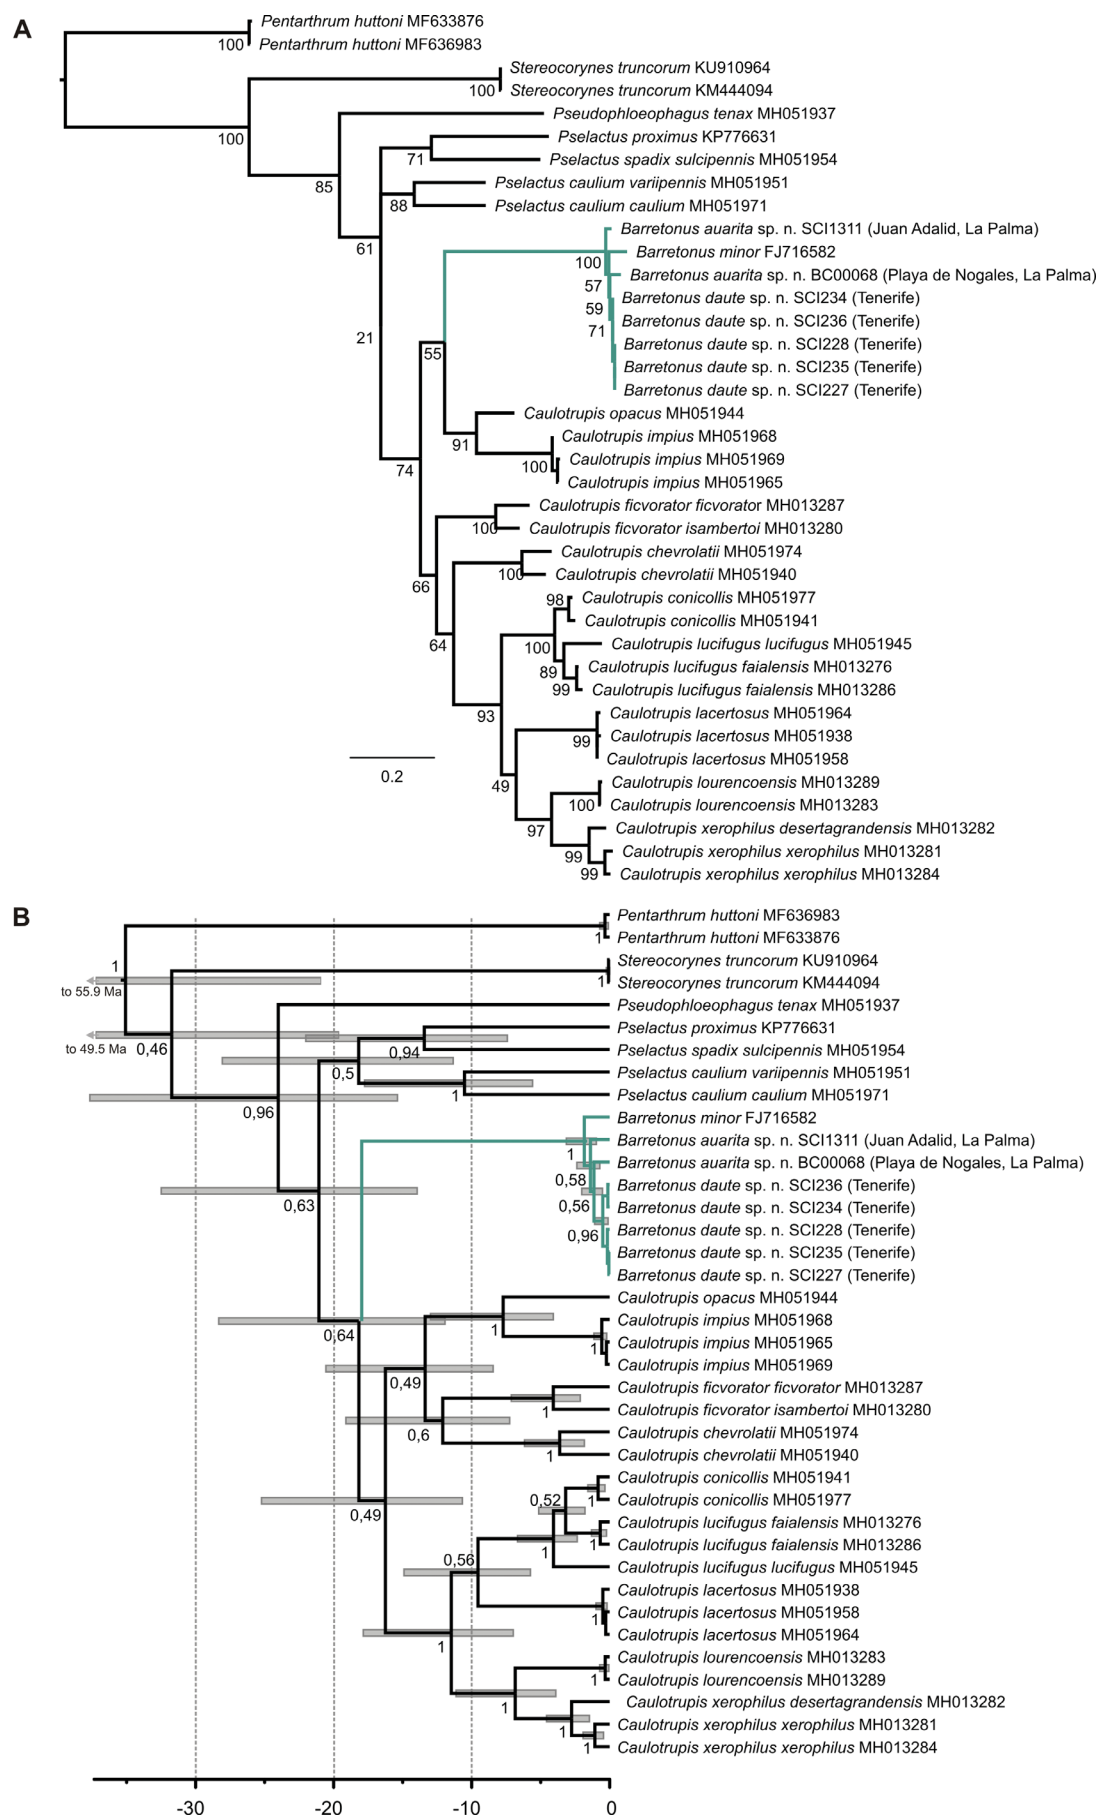 A
Pentarthrum huttoni MF633876
100
Pentarthrum huttoni MF636983
Stereocorynes truncorum KU910964
100
Stereocorynes truncorum KM444094
100
Pseudophloeophagus tenax MH051937
Pselactus proximus KP776631
71
Pselactus spadix sulcipennis MH051954
85
Pselactus caulium variipennis MH051951
88
Pselactus caulium caulium MH051971
61
Barretonus auarita sp. n. SCI1311 (Juan Adalid, La Palma)
Barretonus minor FJ716582
100
Barretonus auarita sp. n. BC00068 (Playa de Nogales, La Palma)
57
Barretonus daute sp. n. SCI234 (Tenerife)
59
Barretonus daute sp. n. SCI236 (Tenerife)
71
21
Barretonus daute sp. n. SCI228 (Tenerife)
55
Barretonus daute sp. n. SCI235 (Tenerife)
Barretonus daute sp. n. SCI227 (Tenerife)
Caulotrupis opacus MH051944
91
Caulotrupis impius MH051968
74
100
Caulotrupis impius MH051969
Caulotrupis impius MH051965
Caulotrupis ficvorator ficvorator MH013287
100
Caulotrupis ficvorator isambertoi MH013280
Caulotrupis chevrolatii MH051974
100
Caulotrupis chevrolatii MH051940
66
98
Caulotrupis conicollis MH051977
Caulotrupis conicollis MH051941
64
100
Caulotrupis lucifugus lucifugus MH051945
89
Caulotrupis lucifugus faialensis MH013276
99
Caulotrupis lucifugus faialensis MH013286
93
Caulotrupis lacertosus MH051964
99
Caulotrupis lacertosus MH051938
Caulotrupis lacertosus MH051958
0.2
49
Caulotrupis lourencoensis MH013289
100
Caulotrupis lourencoensis MH013283
97
Caulotrupis xerophilus desertagrandensis MH013282
99
Caulotrupis xerophilus xerophilus MH013281
99
Caulotrupis xerophilus xerophilus MH013284
B
Pentarthrum huttoni MF636983
1
Pentarthrum huttoni MF633876
1
Stereocorynes truncorum KU910964
1
Stereocorynes truncorum KM444094
to 55.9 Ma
Pseudophloeophagus tenax MH051937
Pselactus proximus KP776631
to 49.5 Ma
0,46
0,94
Pselactus spadix sulcipennis MH051954
0,5
Pselactus caulium variipennis MH051951
1
Pselactus caulium caulium MH051971
0,96
Barretonus minor FJ716582
Barretonus auarita sp. n. SCI1311 (Juan Adalid, La Palma)
1
Barretonus auarita sp. n. BC00068 (Playa de Nogales, La Palma)
0,58
Barretonus daute sp. n. SCI236 (Tenerife)
0,63
0,56
Barretonus daute sp. n. SCI234 (Tenerife)
Barretonus daute sp. n. SCI228 (Tenerife)
0,96
Barretonus daute sp. n. SCI235 (Tenerife)
Barretonus daute sp. n. SCI227 (Tenerife)
Caulotrupis opacus MH051944
0,64
1
Caulotrupis impius MH051968
1
Caulotrupis impius MH051965
Caulotrupis impius MH051969
0,49
Caulotrupis ficvorator ficvorator MH013287
1
Caulotrupis ficvorator isambertoi MH013280
0,6
Caulotrupis chevrolatii MH051974
1
Caulotrupis chevrolatii MH051940
Caulotrupis conicollis MH051941
0,49
0,52
1
Caulotrupis conicollis MH051977
Caulotrupis lucifugus faialensis MH013276
1
Caulotrupis lucifugus faialensis MH013286
1
0,56
Caulotrupis lucifugus lucifugus MH051945
Caulotrupis lacertosus MH051938
1
Caulotrupis lacertosus MH051958
Caulotrupis lacertosus MH051964
1
Caulotrupis lourencoensis MH013283
1
Caulotrupis lourencoensis MH013289
1
Caulotrupis xerophilus desertagrandensis MH013282
1
Caulotrupis xerophilus xerophilus MH013281
1
Caulotrupis xerophilus xerophilus MH013284
-30 -20 -10 0